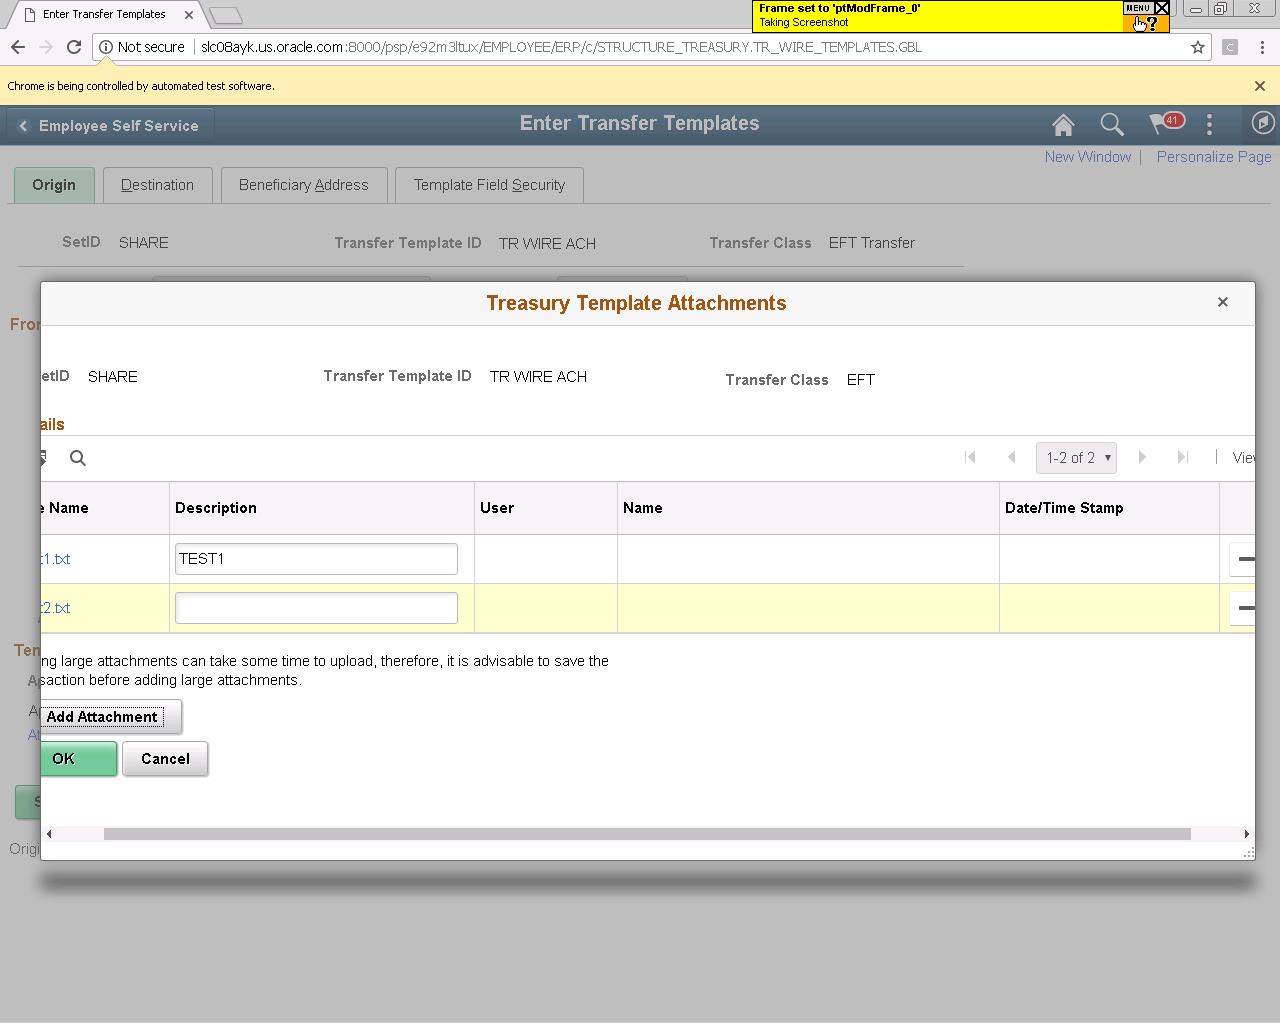 Enter Transfer Templates
Frame set to 'ptModFrame_0'
Taking Screenshot
MENU
Not secure
slc08ayk.us.oracle.com:8000/psp/e92m3ltux/EMPLOYEE/ERP/c/STRUCTURE_TREASURY.TR_WIRE_TEMPLATES.GBL
C
Chrome is being controlled by automated test software.
Employee Self Service
Enter Transfer Templates
41
New Window | Personalize Page
Origin
Destination
Beneficiary Address
Template Field Security
SetID SHARE
Transfer Template ID TR WIRE ACH
Transfer Class EFT Transfer
Treasury Template Attachments
Fro
etID SHARE
Transfer Template ID TR WIRE ACH
Transfer Class EFT
ails
1-2 of 2
| Vie
e Name
Description
User
Name
Date/Time Stamp
t1.txt
TEST1
t2.txt
Ten
ng large attachments can take some time to upload, therefore, it is advisable to save the
saction before adding large attachments.
A
Add Attachment
At
OK
Cancel
S
Origi